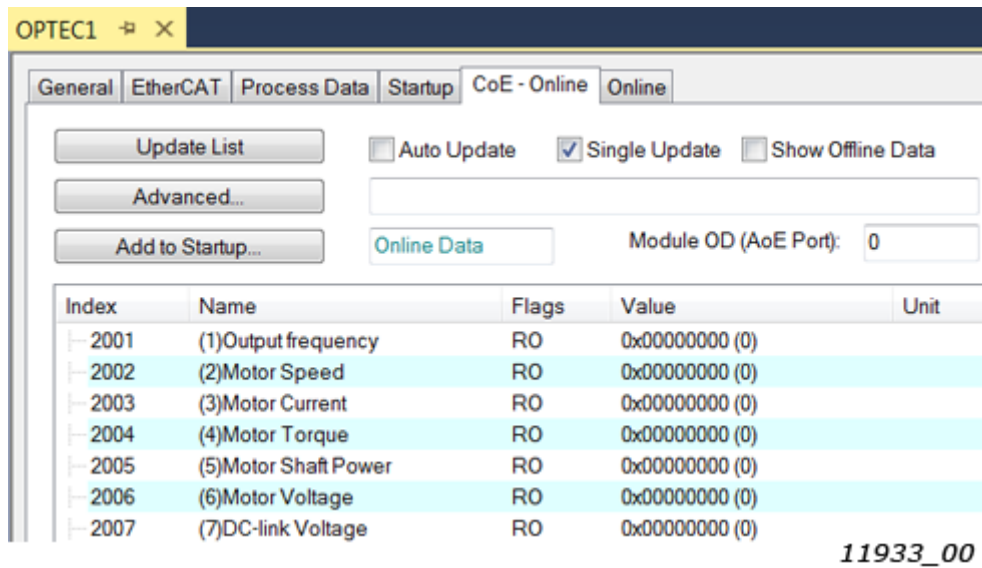 OPTEC1
General EtherCAT Process Data Startup CoE - Online Online
Update List Auto Update Single Update Show Offline Data
Advanced...
Add to Startup... Online Data Module OD (AoE Port): 0
Index Name Flags Value Unit
2001 (1)Output frequency RO 0x00000000 (0)
2002 (2)Motor Speed RO 0x00000000 (0)
2003 (3)Motor Current RO 0x00000000 (0)
2004 (4)Motor Torque RO 0x00000000 (0)
2005 (5)Motor Shaft Power RO 0x00000000 (0)
2006 (6)Motor Voltage RO 0x00000000 (0)
2007 (7)DC-link Voltage RO 0x00000000 (0)
11933_00